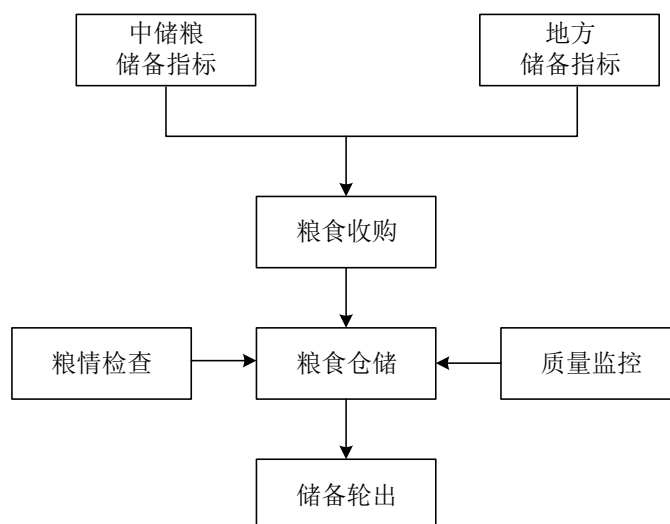 中储粮
储备指标
地方
储备指标
粮食收购
粮情检查
粮食仓储
质量监控
储备轮出